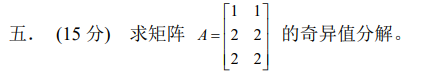 五． (15 分)  求矩阵 A=[1 1
2 2
2 2] 的奇异值分解。